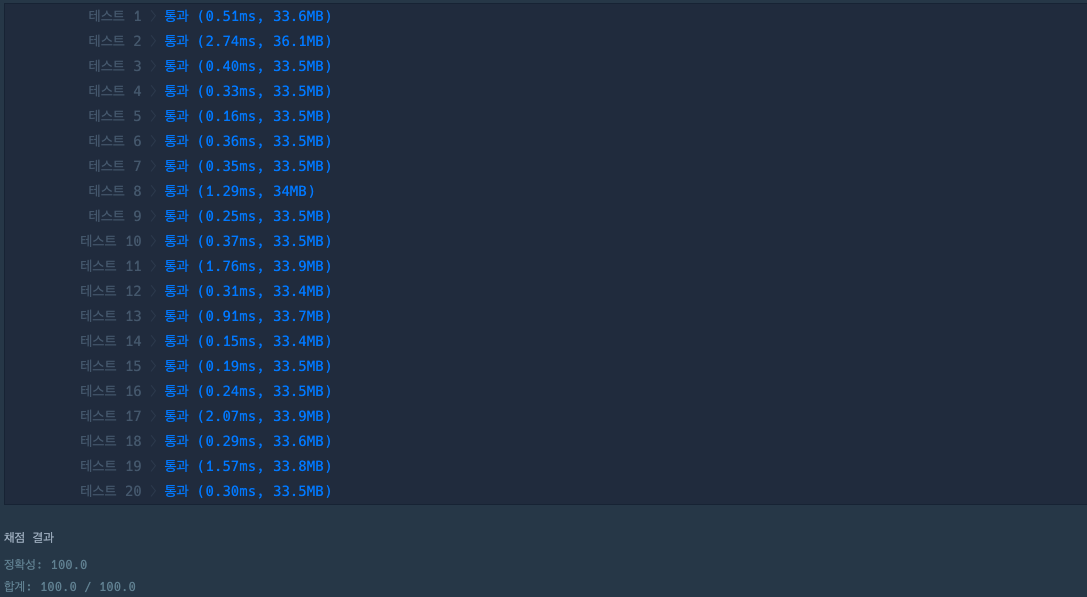 테스트 1 〉 통과 (0.51ms, 33.6MB)
테스트 2 〉 통과 (2.74ms, 36.1MB)
테스트 3 〉 통과 (0.40ms, 33.5MB)
테스트 4 〉 통과 (0.33ms, 33.5MB)
테스트 5 〉 통과 (0.16ms, 33.5MB)
테스트 6 〉 통과 (0.36ms, 33.5MB)
테스트 7 〉 통과 (0.35ms, 33.5MB)
테스트 8 〉 통과 (1.29ms, 34MB)
테스트 9 〉 통과 (0.25ms, 33.5MB)
테스트 10 〉 통과 (0.37ms, 33.5MB)
테스트 11 〉 통과 (1.76ms, 33.9MB)
테스트 12 〉 통과 (0.31ms, 33.4MB)
테스트 13 〉 통과 (0.91ms, 33.7MB)
테스트 14 〉 통과 (0.15ms, 33.4MB)
테스트 15 〉 통과 (0.19ms, 33.5MB)
테스트 16 〉 통과 (0.24ms, 33.5MB)
테스트 17 〉 통과 (2.07ms, 33.9MB)
테스트 18 〉 통과 (0.29ms, 33.6MB)
테스트 19 〉 통과 (1.57ms, 33.8MB)
테스트 20 〉 통과 (0.30ms, 33.5MB)
채점 결과
정확성: 100.0
합계: 100.0 / 100.0